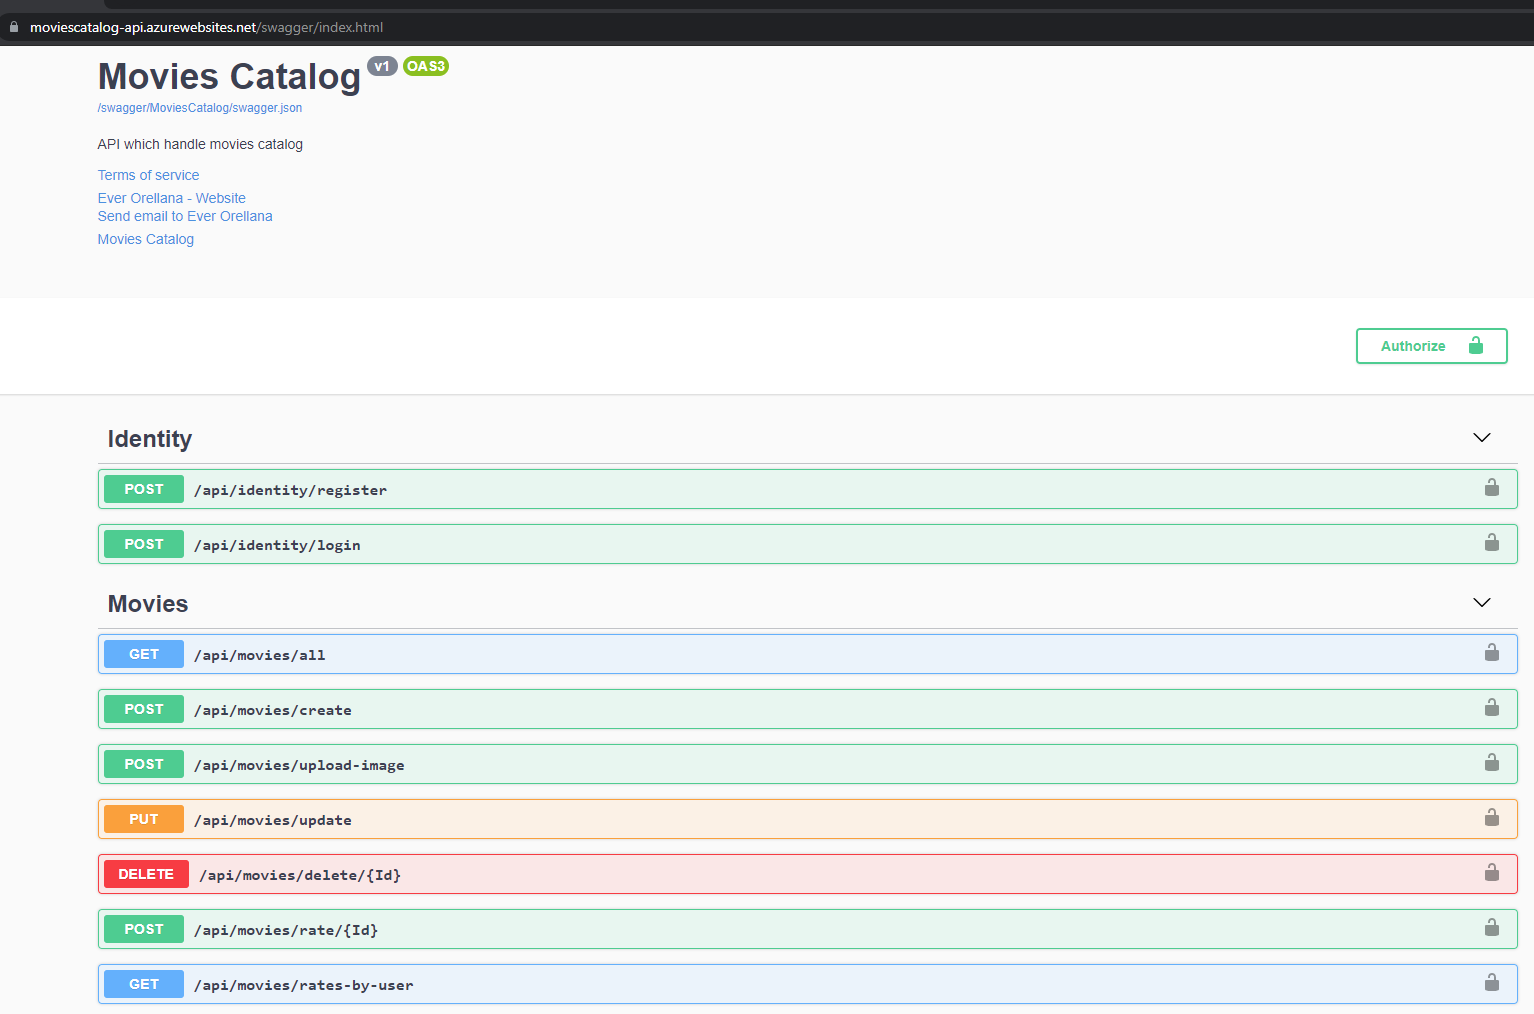 moviescatalog-api.azurewebsites.net/swagger/index.html
Movies Catalog v1 OAS3
/swagger/MoviesCatalog/swagger.json
API which handle movies catalog
Terms of service
Ever Orellana - Website
Send email to Ever Orellana
Movies Catalog
Authorize
Identity
POST /api/identity/register
POST /api/identity/login
Movies
GET /api/movies/all
POST /api/movies/create
POST /api/movies/upload-image
PUT /api/movies/update
DELETE /api/movies/delete/{Id}
POST /api/movies/rate/{Id}
GET /api/movies/rates-by-user